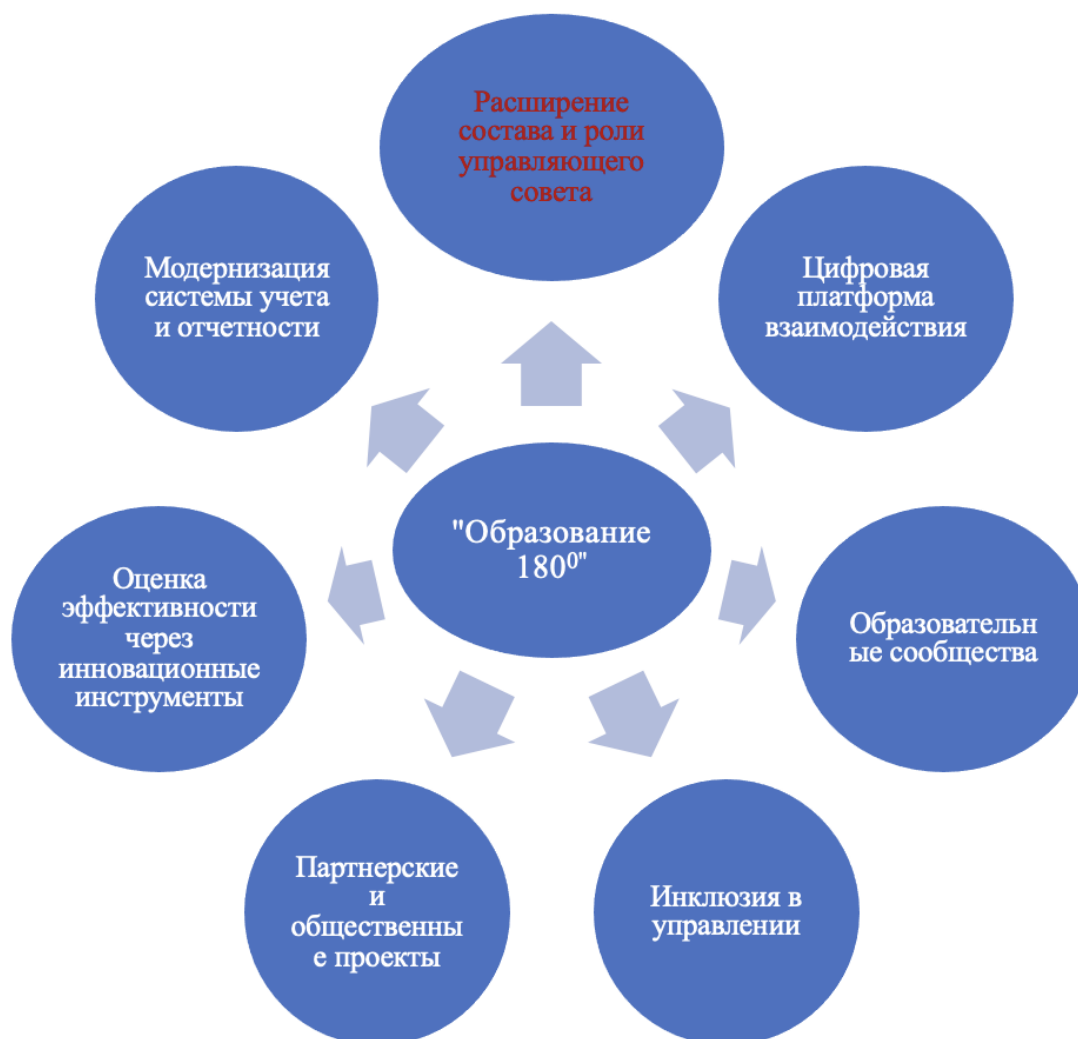 Расширение
состава и роли
управляющего
совета
Модернизация
системы учета
и отчетности
Цифровая
платформа
взаимодействия
"Образование
180⁰"
Оценка
эффективности
через
инновационные
инструменты
Образовательн
ые сообщества
Партнерские
и
общественны
е проекты
Инклюзия в
управлении